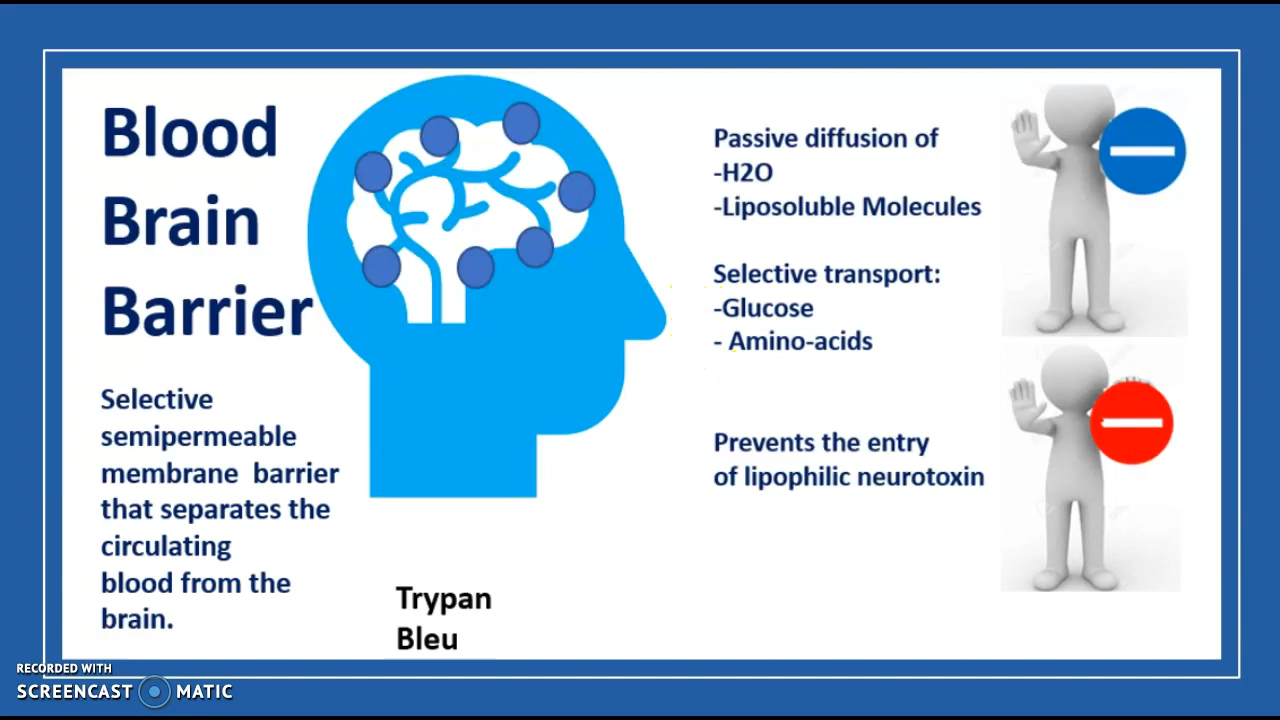 Blood
Brain
Barrier
Selective
semipermeable
membrane barrier
that separates the
circulating
blood from the
brain.
Trypan
Bleu
Passive diffusion of
-H2O
-Liposoluble Molecules
Selective transport:
-Glucose
- Amino-acids
Prevents the entry
of lipophilic neurotoxin
RECORDED WITH
SCREENCAST MATIC